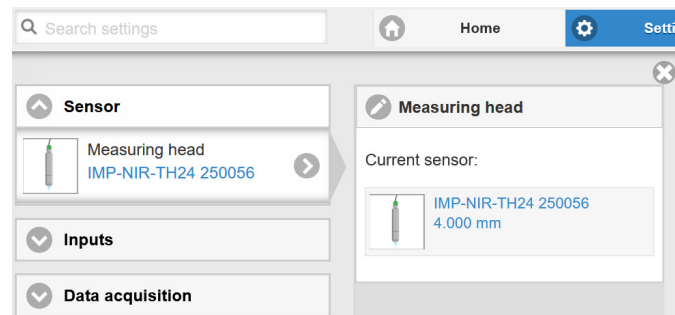 Search settings
Home
Setti
Sensor
Measuring head
IMP-NIR-TH24 250056
Inputs
Data acquisition
Measuring head
Current sensor:
IMP-NIR-TH24 250056
4.000 mm